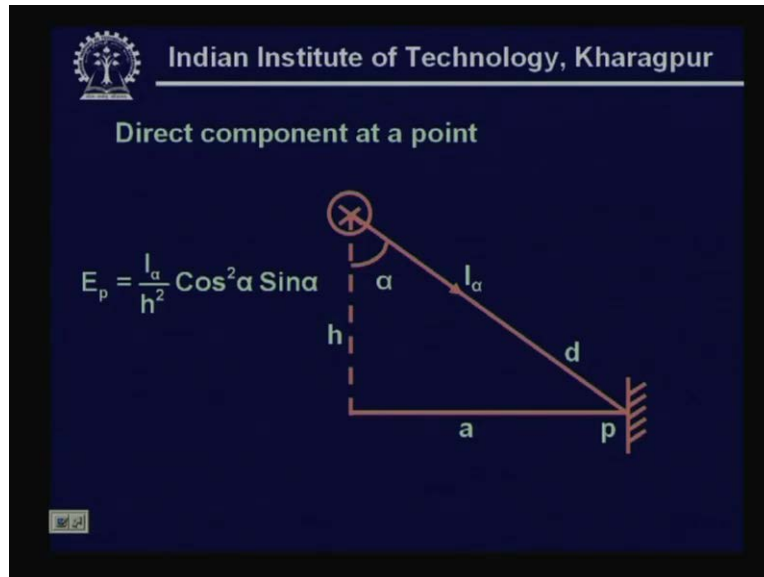 Indian Institute of Technology, Kharagpur
Direct component at a point
E_p = I_α/h² Cos²α Sinα
α
I_α
h
d
a
p